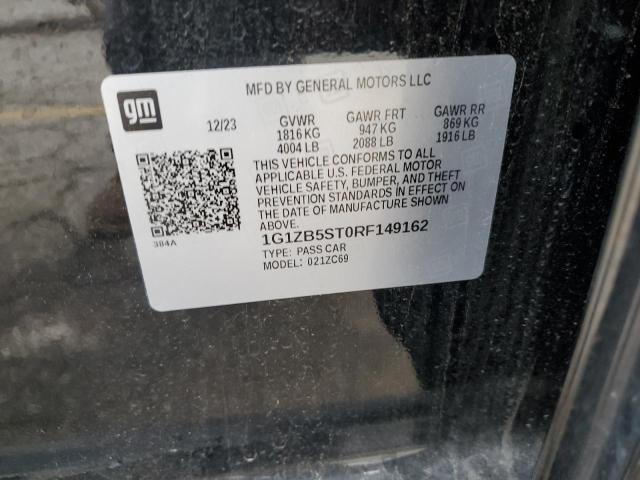 gm
MFD BY GENERAL MOTORS LLC
12/23 GVWR GAWR FRT GAWR RR
1816 KG 947 KG 869 KG
4004 LB 2088 LB 1916 LB
THIS VEHICLE CONFORMS TO ALL
APPLICABLE U.S. FEDERAL MOTOR
VEHICLE SAFETY, BUMPER, AND THEFT
PREVENTION STANDARDS IN EFFECT ON
THE DATE OF MANUFACTURE SHOWN
ABOVE.
384A
1G1ZB5ST0RF149162
TYPE: PASS CAR
MODEL: 021ZC69